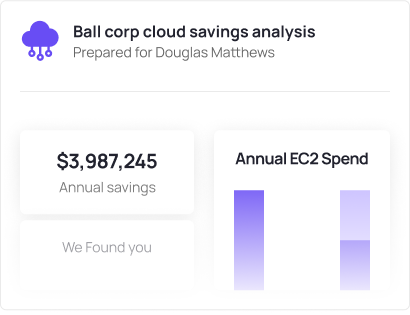 Ball corp cloud savings analysis
Prepared for Douglas Matthews
$3,987,245
Annual savings
We Found you
Annual EC2 Spend